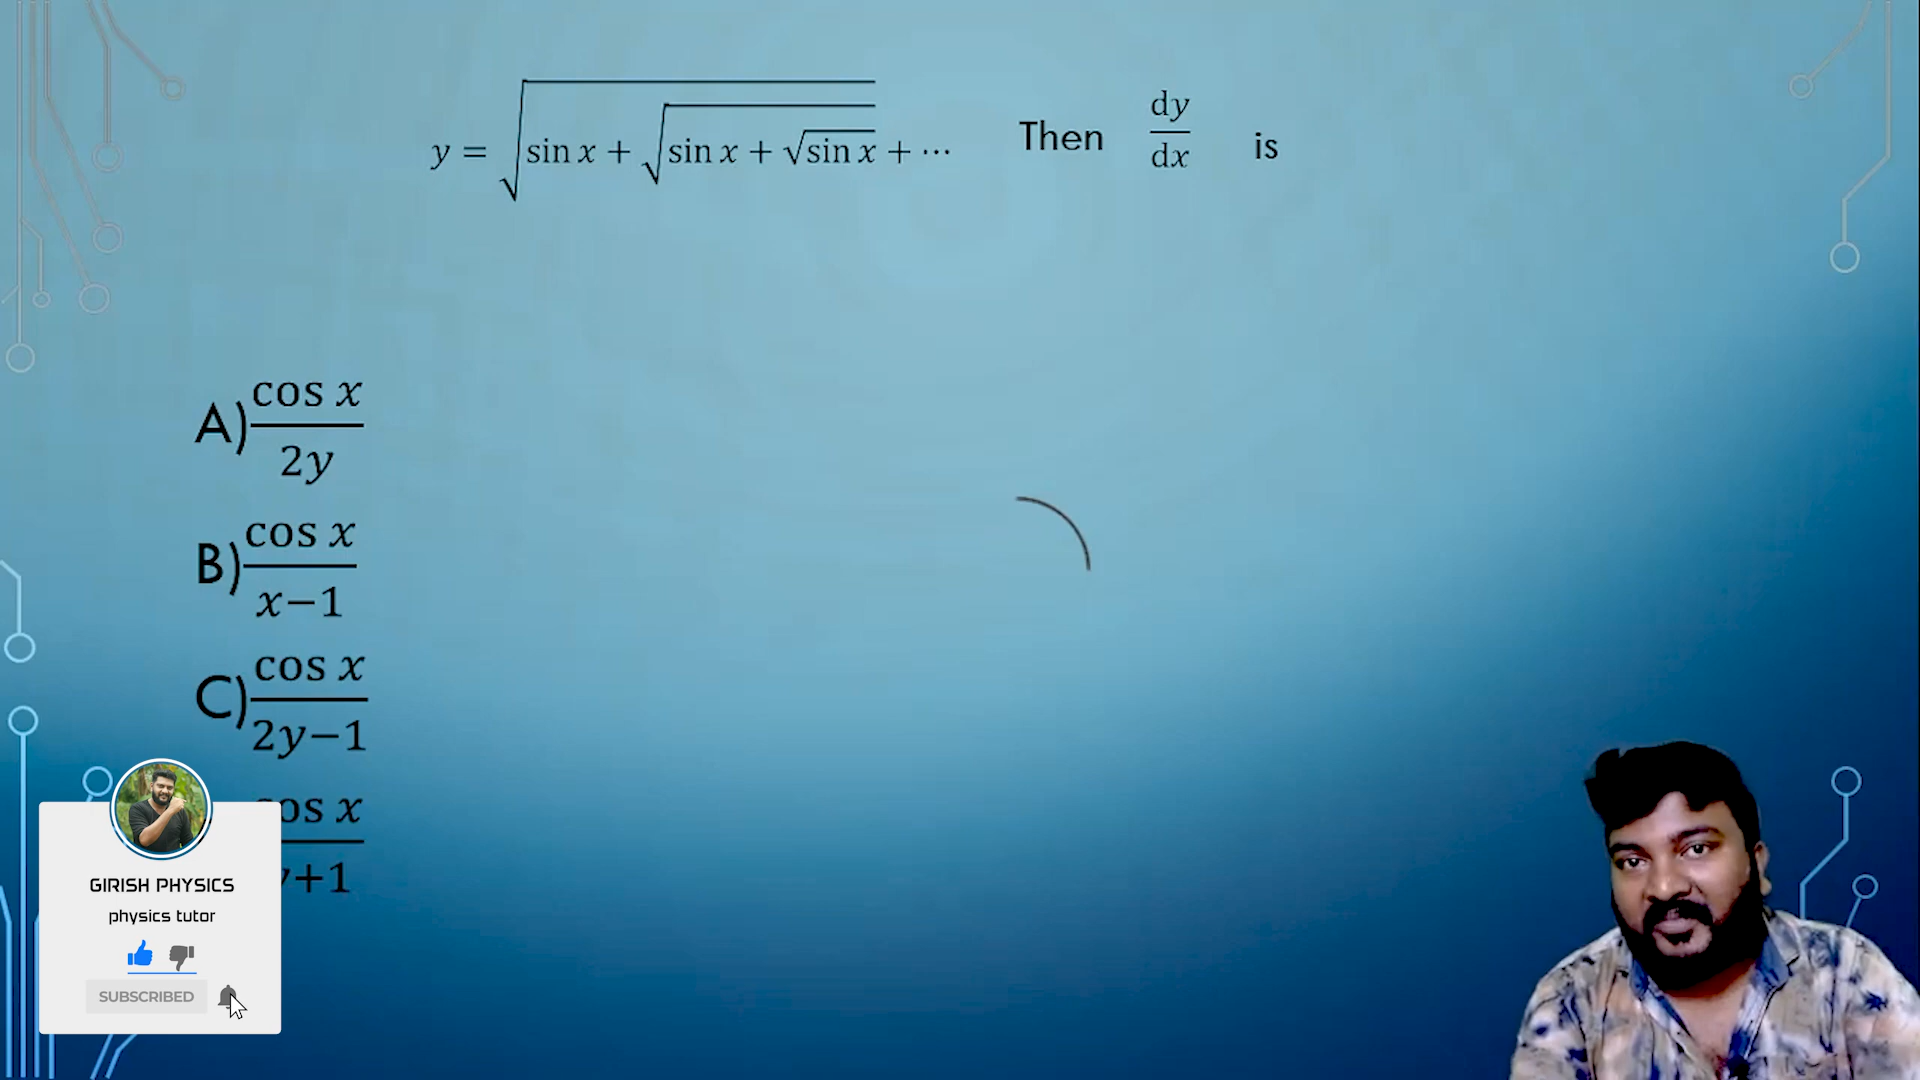 y = √(sin x + √(sin x + √(sin x) + ⋯ Then dy/dx is
A) cos x / 2y
B) cos x / x−1
C) cos x / 2y−1
cos x / +1
GIRISH PHYSICS
physics tutor
SUBSCRIBED